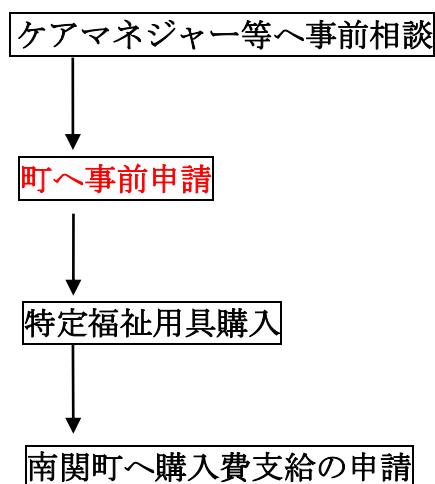 ケアマネジャー等へ事前相談
町へ事前申請
特定福祉用具購入
南関町へ購入費支給の申請